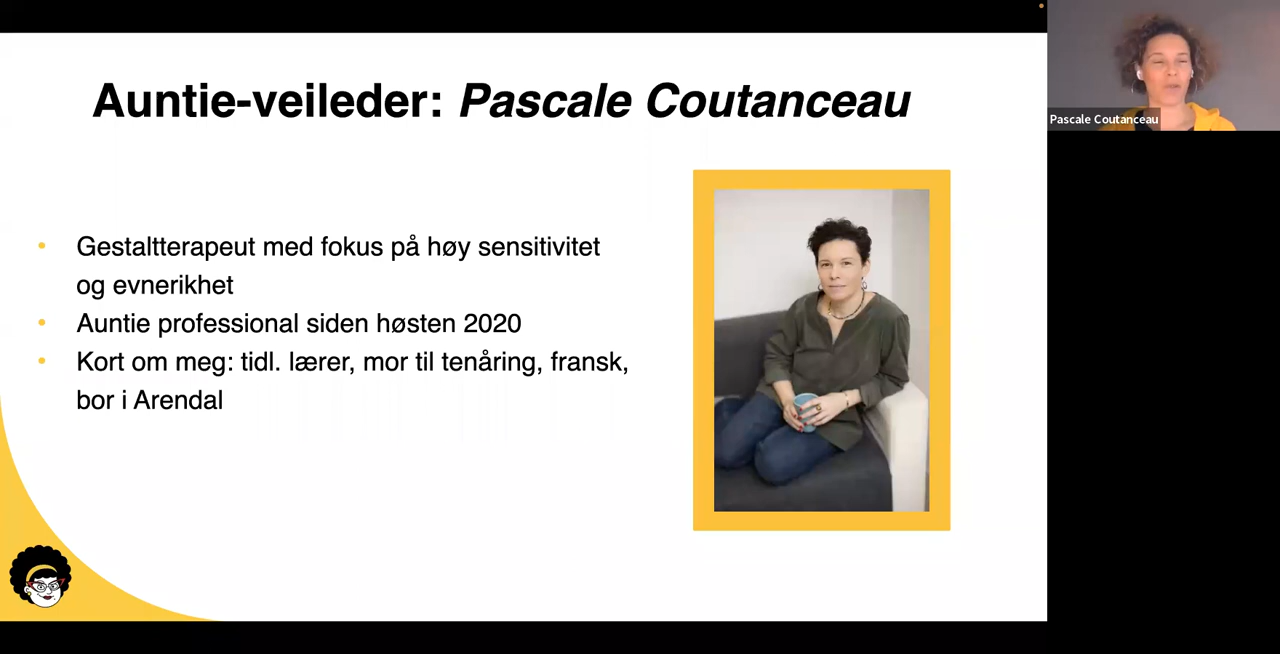 Auntie-veileder: Pascale Coutanceau
Gestaltterapeut med fokus på høy sensitivitet
og evnerikhet
Auntie professional siden høsten 2020
Kort om meg: tidl. lærer, mor til tenåring, fransk,
bor i Arendal
Pascale Coutanceau